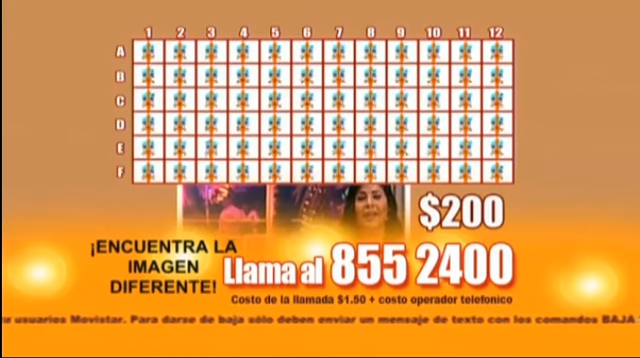 1 2 3 4 5 6 7 8 9 10 11 12
A
B
C
D
E
F
$200
¡ENCUENTRA LA
IMAGEN
DIFERENTE!
Llama al 855 2400
Costo de la llamada $1.50 + costo operador telefonico
usuarios Movistar. Para darse de baja sólo deben enviar un mensaje de texto con los comandos BAJA